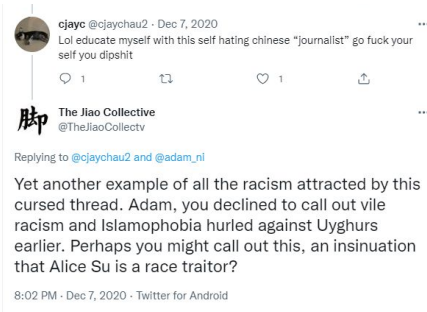 cjayc @cjaychau2 · Dec 7, 2020
Lol educate myself with this self hating chinese “journalist” go fuck your
self you dipshit
1 1
脚 The Jiao Collective
@TheJiaoCollectv
Replying to @cjaychau2 and @adam_ni
Yet another example of all the racism attracted by this
cursed thread. Adam, you declined to call out vile
racism and Islamophobia hurled against Uyghurs
earlier. Perhaps you might call out this, an insinuation
that Alice Su is a race traitor?
8:02 PM · Dec 7, 2020 · Twitter for Android